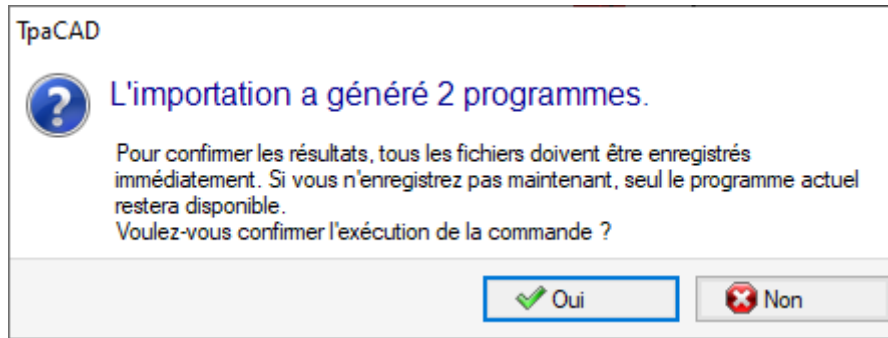 TpaCAD
L'importation a généré 2 programmes.
Pour confirmer les résultats, tous les fichiers doivent être enregistrés
immédiatement. Si vous n'enregistrez pas maintenant, seul le programme actuel
restera disponible.
Voulez-vous confirmer l'exécution de la commande ?
Oui
Non